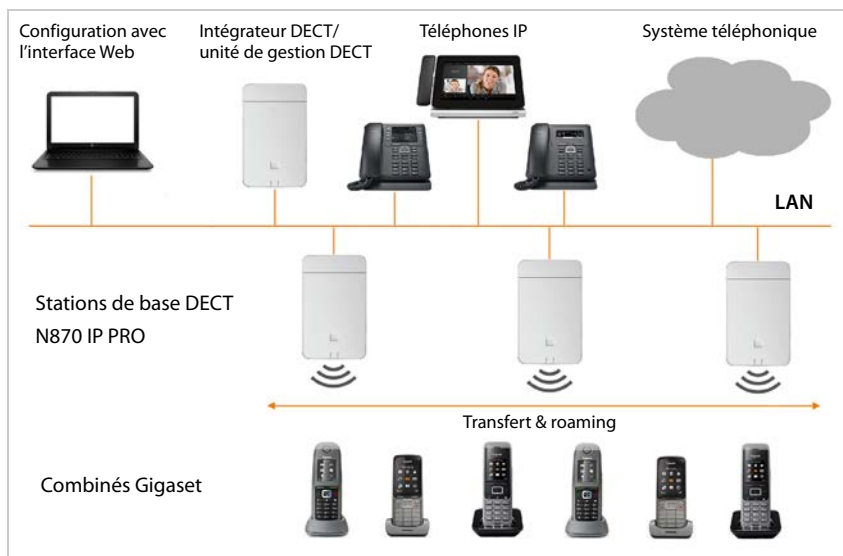 Configuration avec
l'interface Web
Intégrateur DECT/
unité de gestion DECT
Téléphones IP
Système téléphonique
LAN
Stations de base DECT
N870 IP PRO
Transfert & roaming
Combinés Gigaset